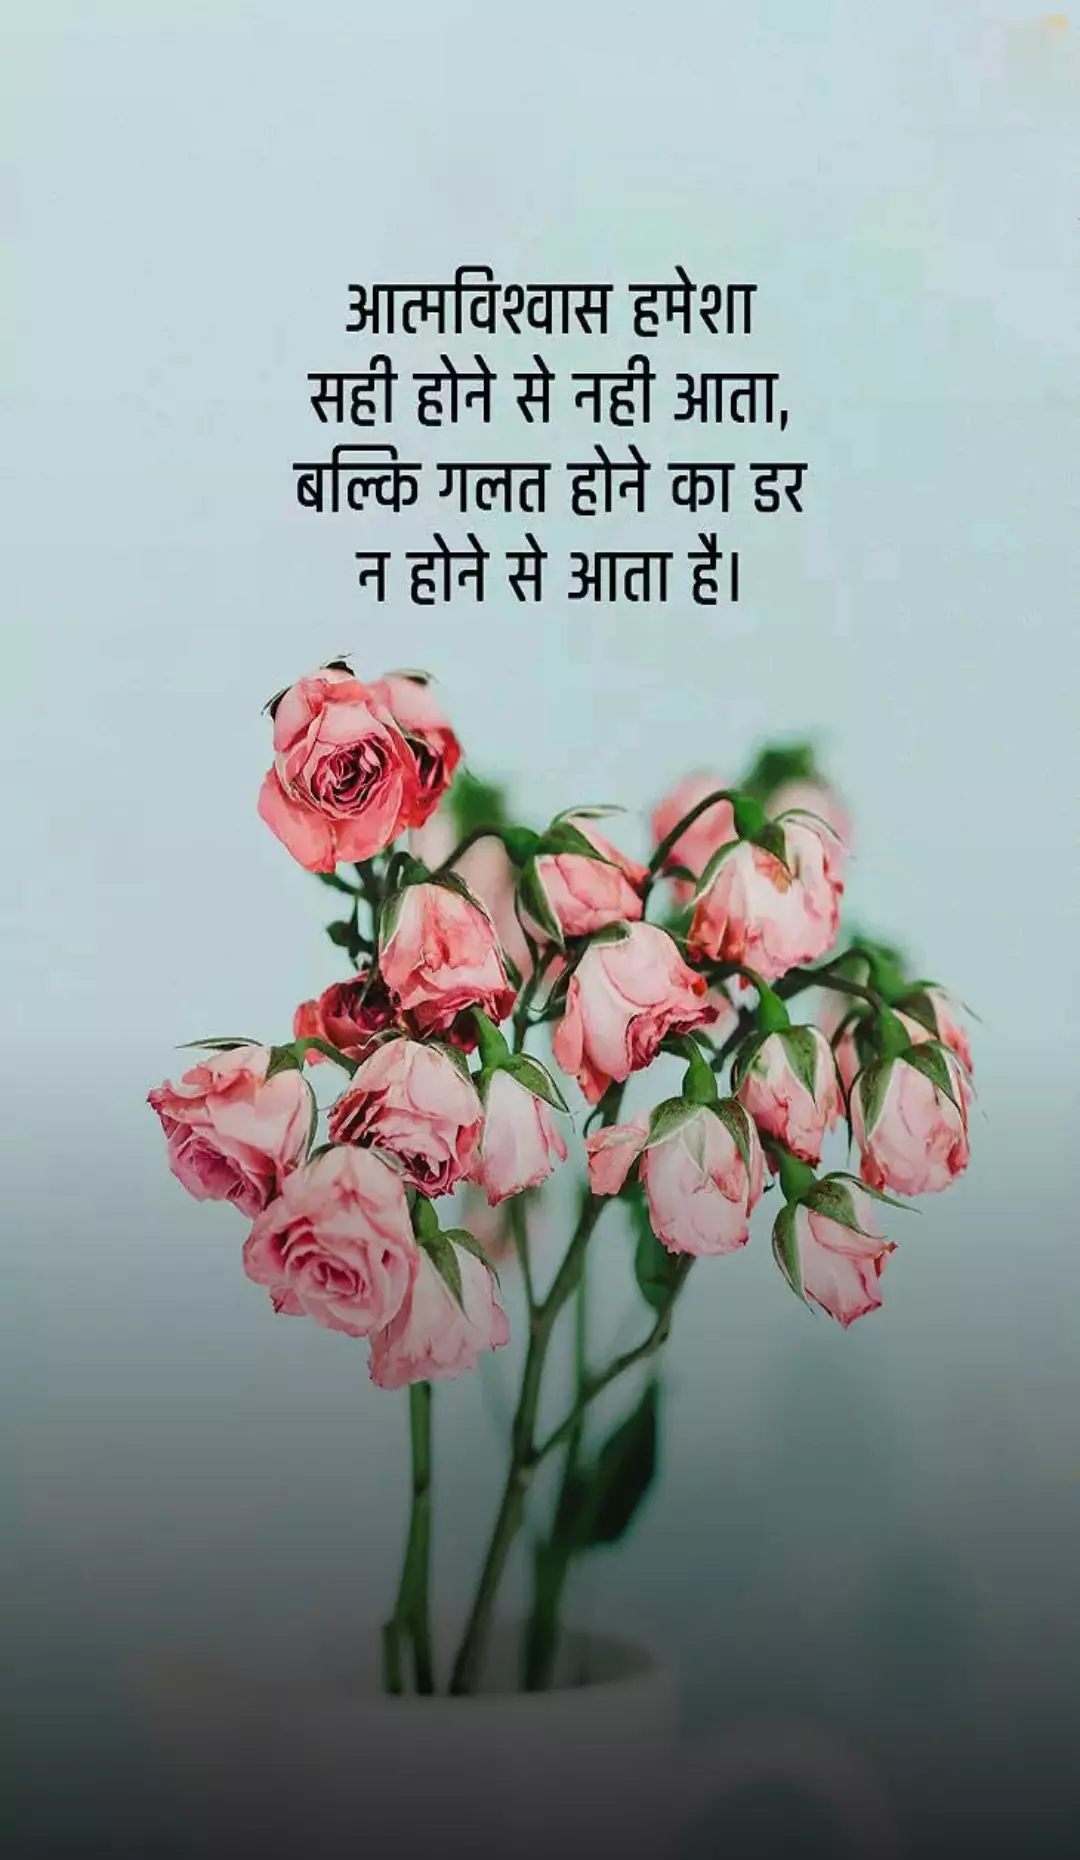 आत्मविश्वास हमेशा
सही होने से नही आता,
बल्कि गलत होने का डर
न होने से आता है।